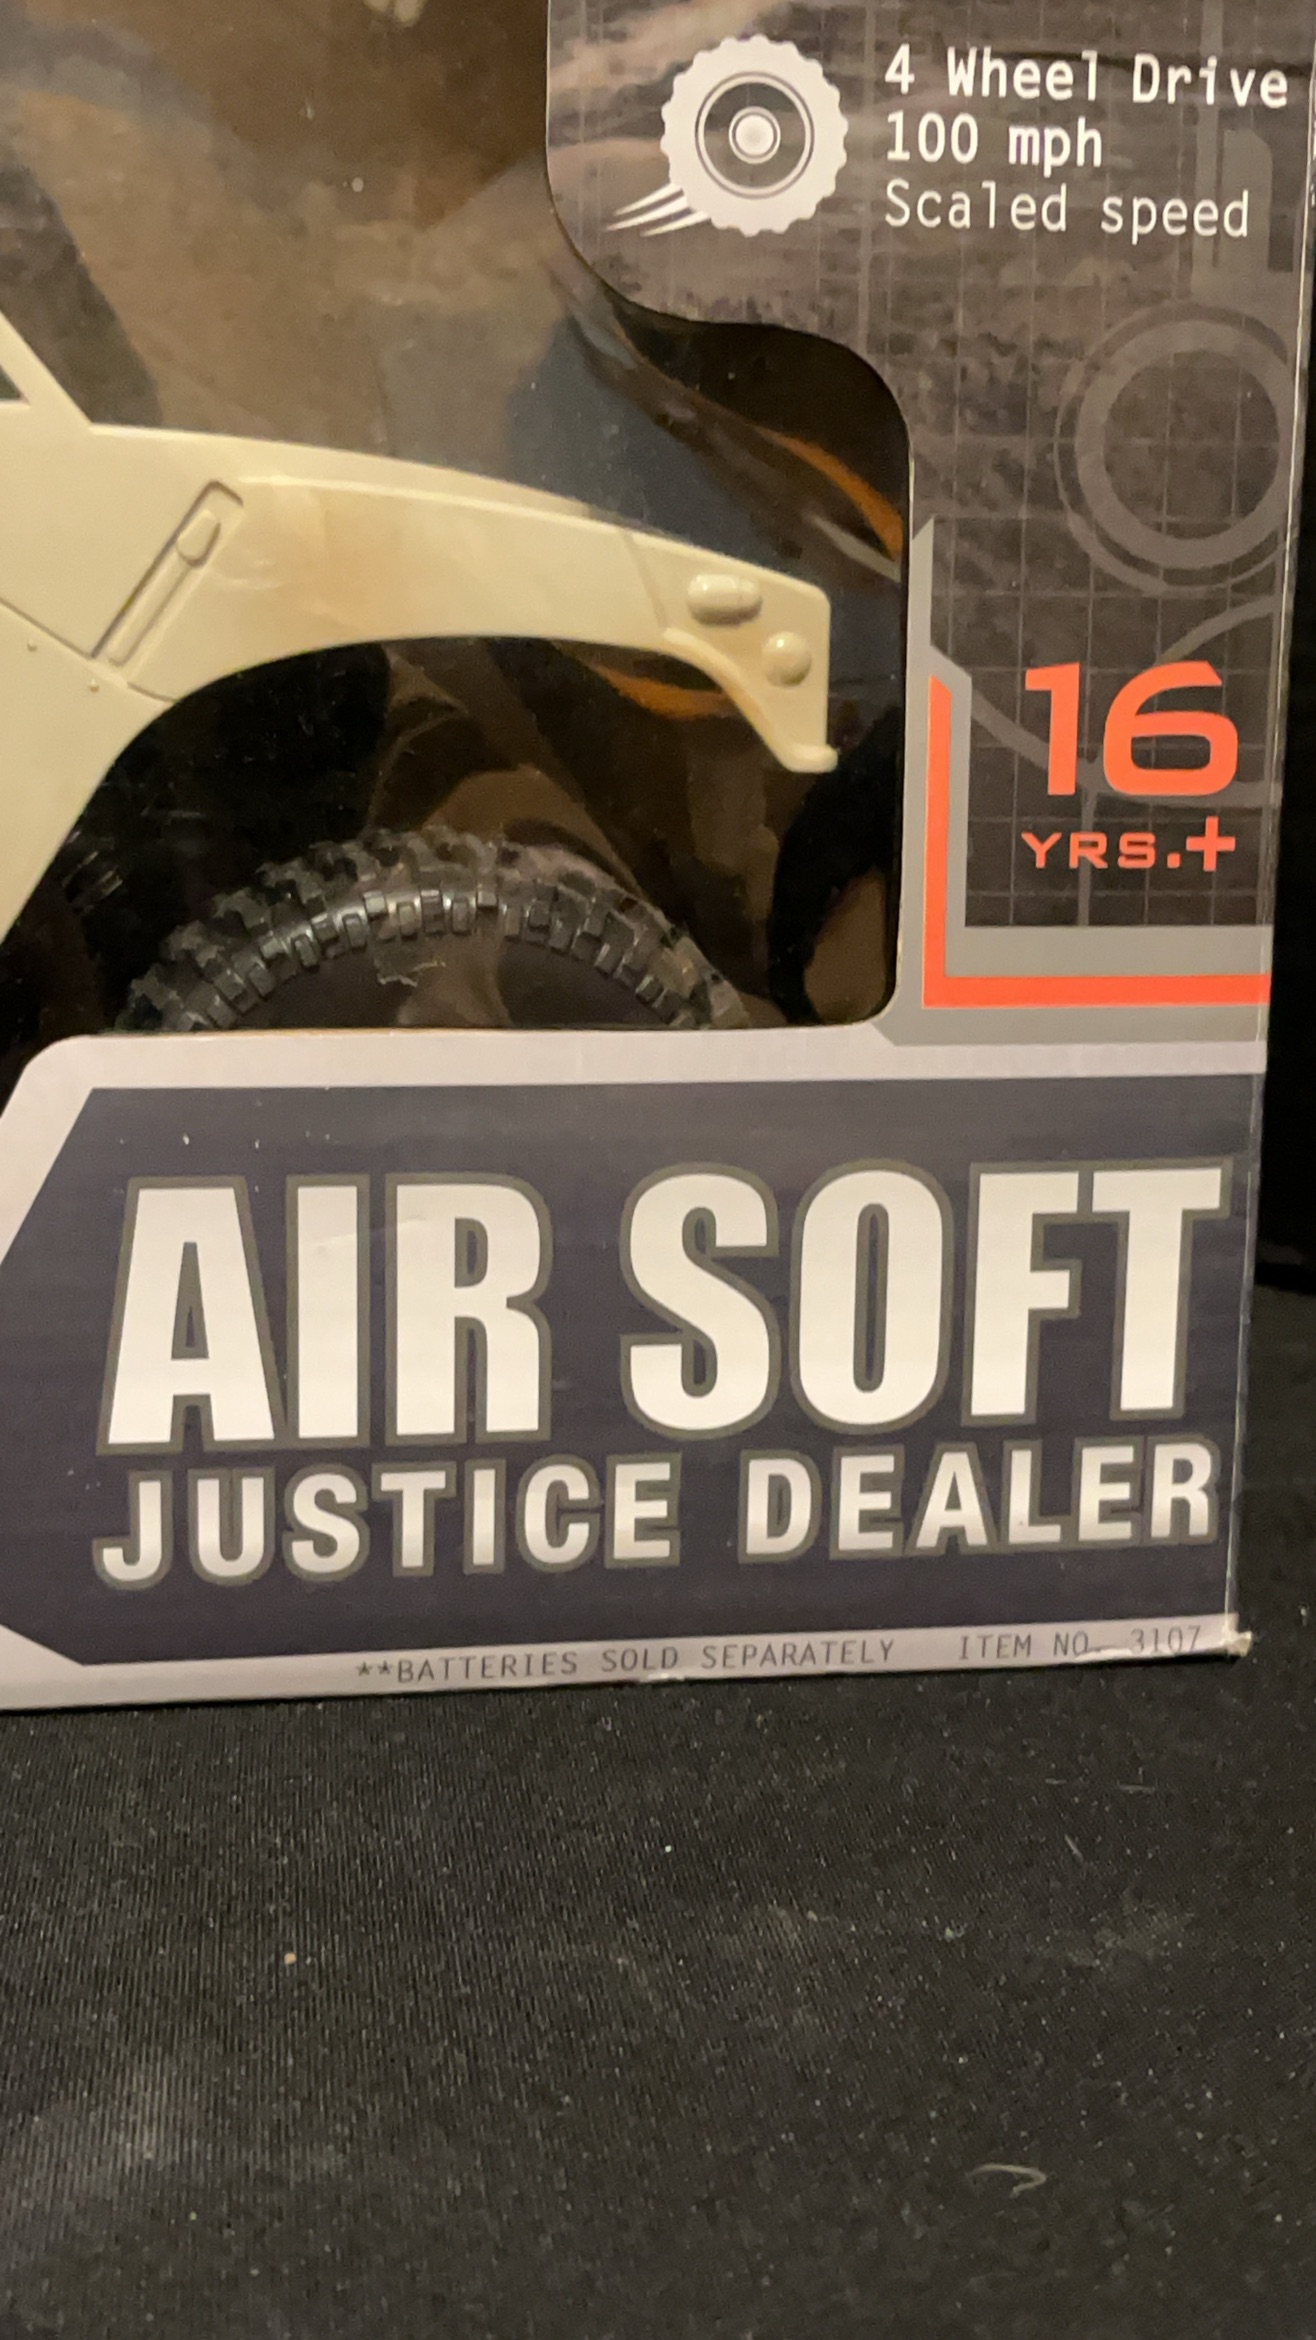 4 Wheel Drive
100 mph
Scaled speed
16
YRS.+
AIR SOFT
JUSTICE DEALER
**BATTERIES SOLD SEPARATELY ITEM NO. 3107